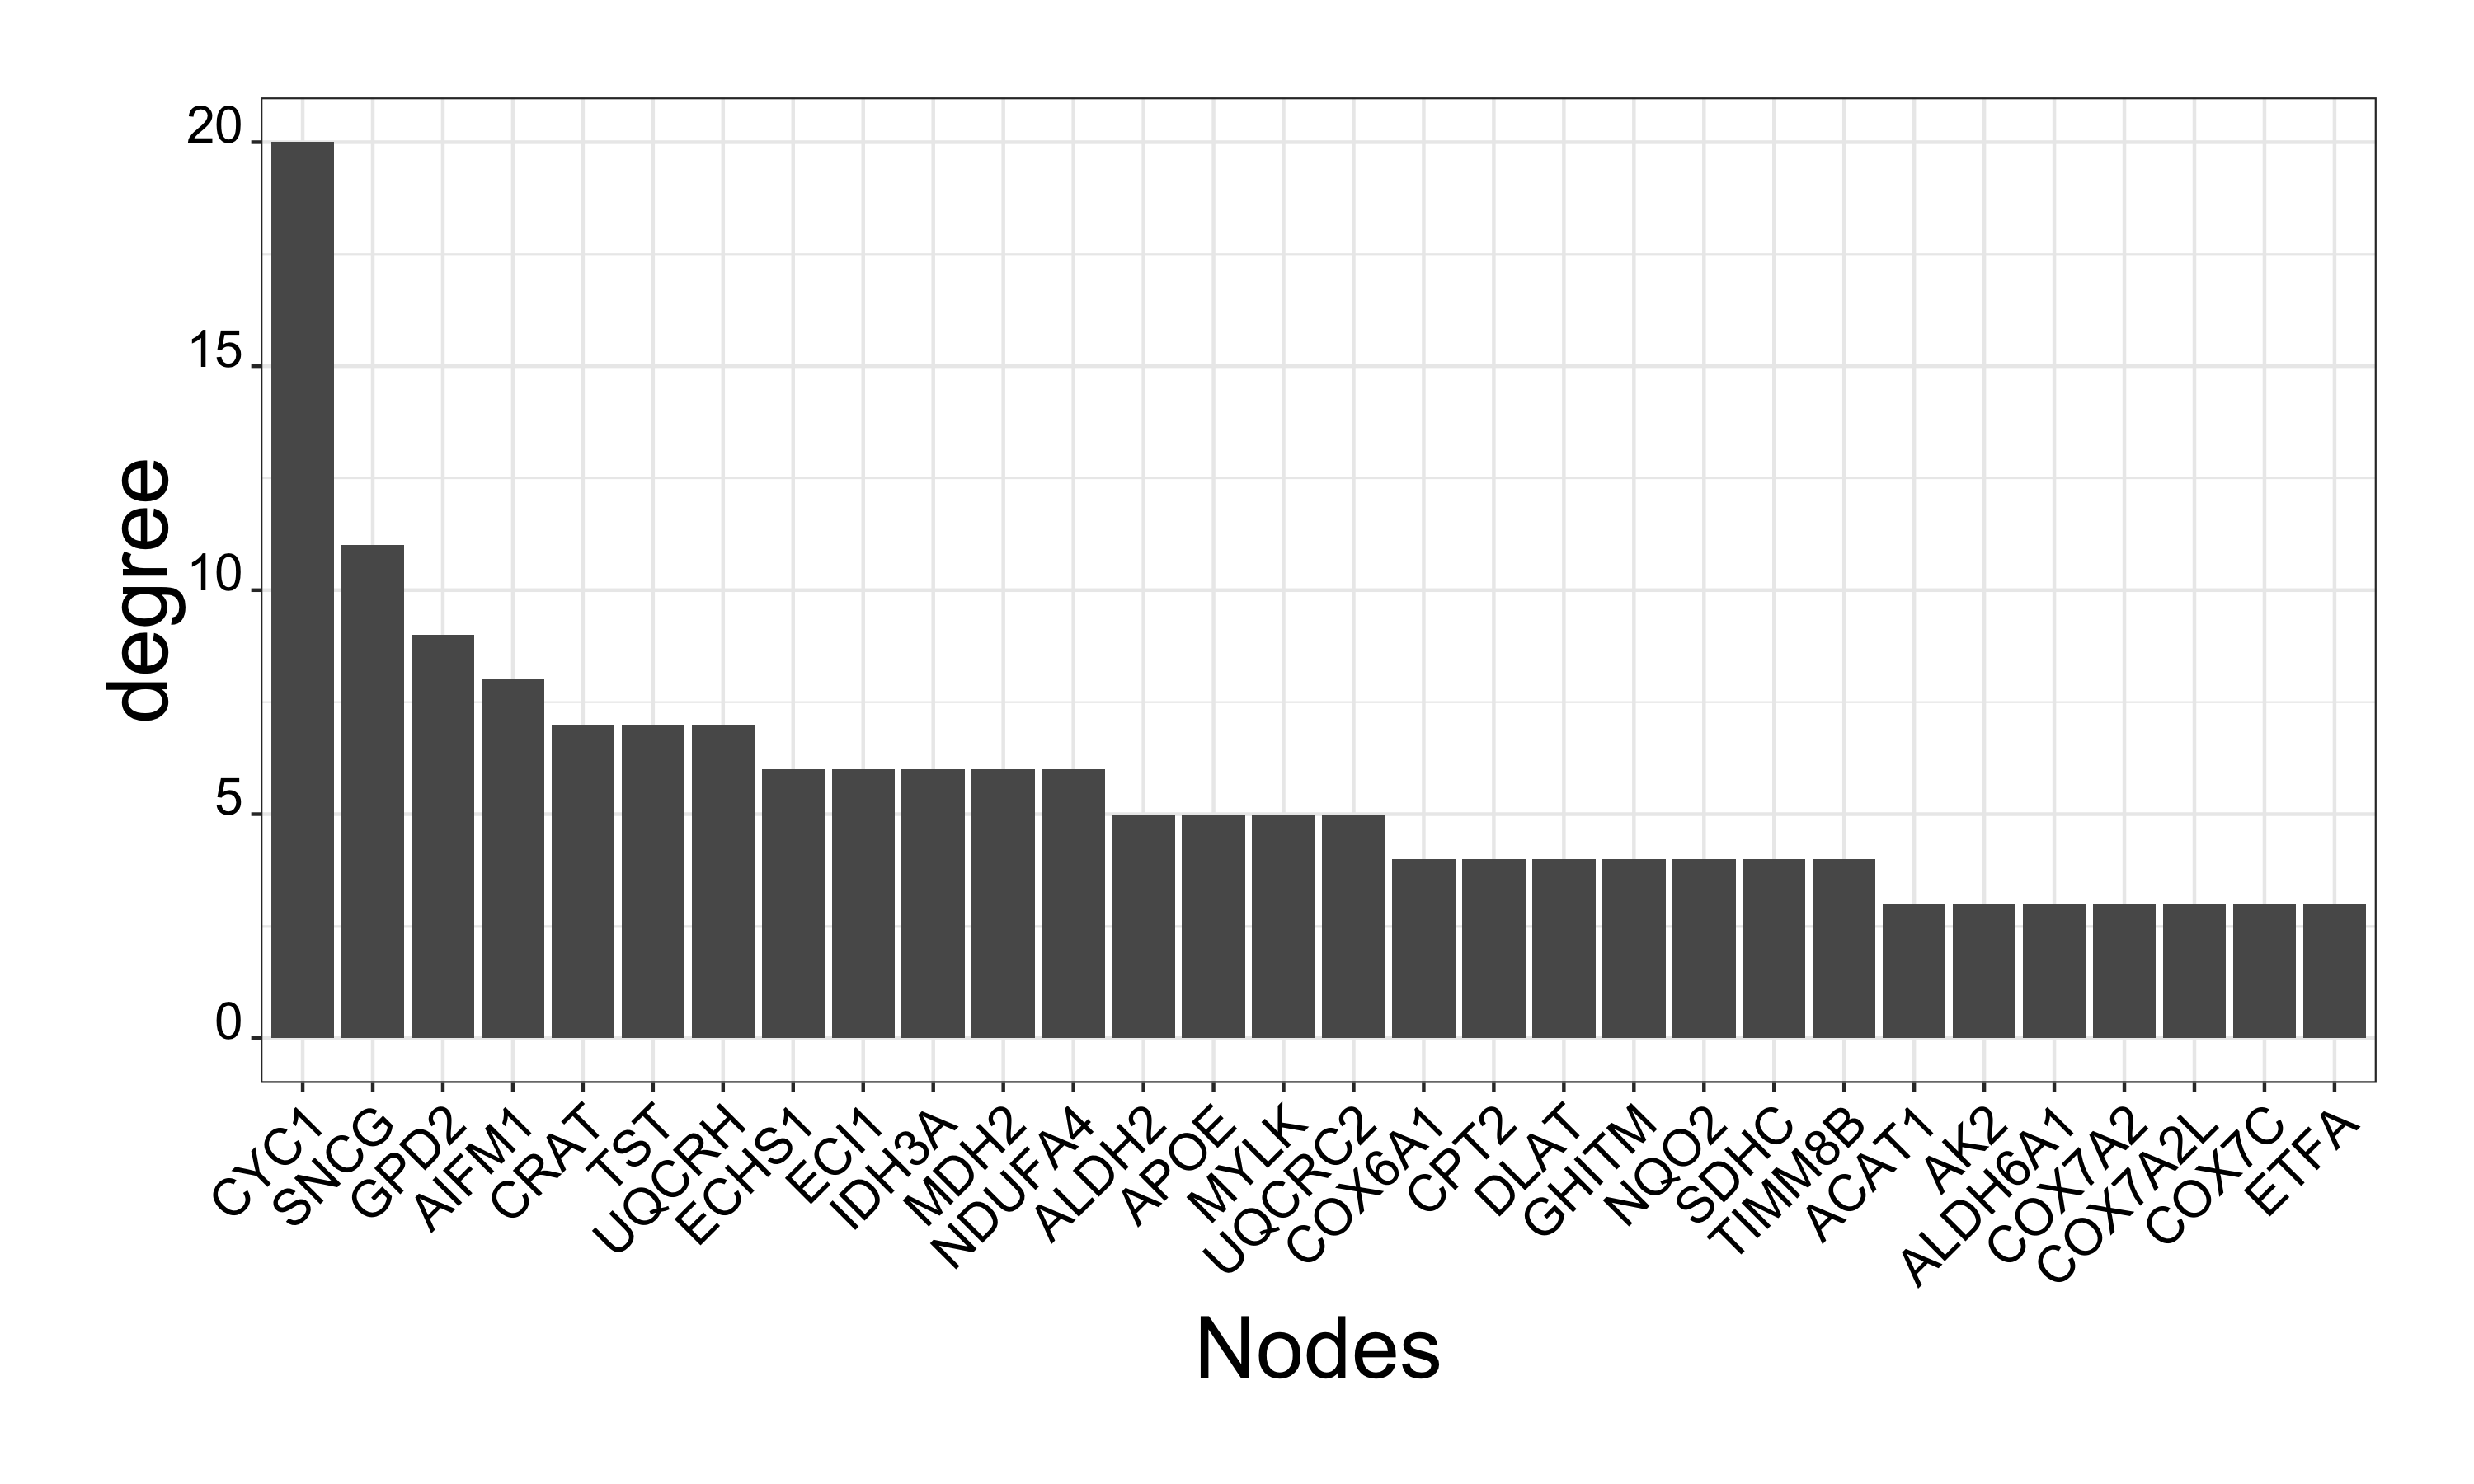 degree
20
15
10
5
0
CYC1
SNCG
GPD2
AIFM1
CRAT
TST
UQCRH
ECHS1
ECI1
IDH3A
MDH2
NDUFA4
ALDH2
APOE
MYLK
UQCRC2
COX6A1
CPT2
DLAT
GHITM
NQO2
SDHC
TIMM8B
ACAT1
AK2
ALDH6A1
COX7A2
COX7A2L
COX7C
ETFA
Nodes